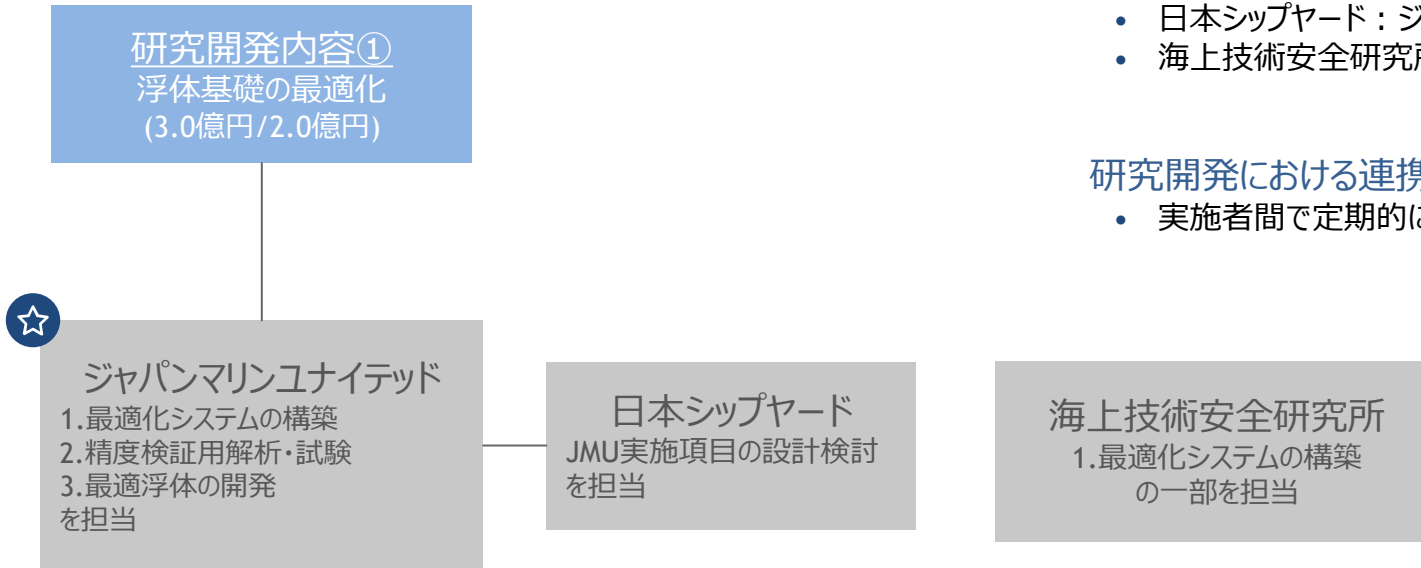 研究開発内容①
浮体基礎の最適化
(3.0億円/2.0億円)
• 日本シップヤード：ジ
• 海上技術安全研究所
研究開発における連携
• 実施者間で定期的に
ジャパンマリンユナイテッド
1.最適化システムの構築
2.精度検証用解析・試験
3.最適浮体の開発
を担当
日本シップヤード
JMU実施項目の設計検討
を担当
海上技術安全研究所
1.最適化システムの構築
の一部を担当